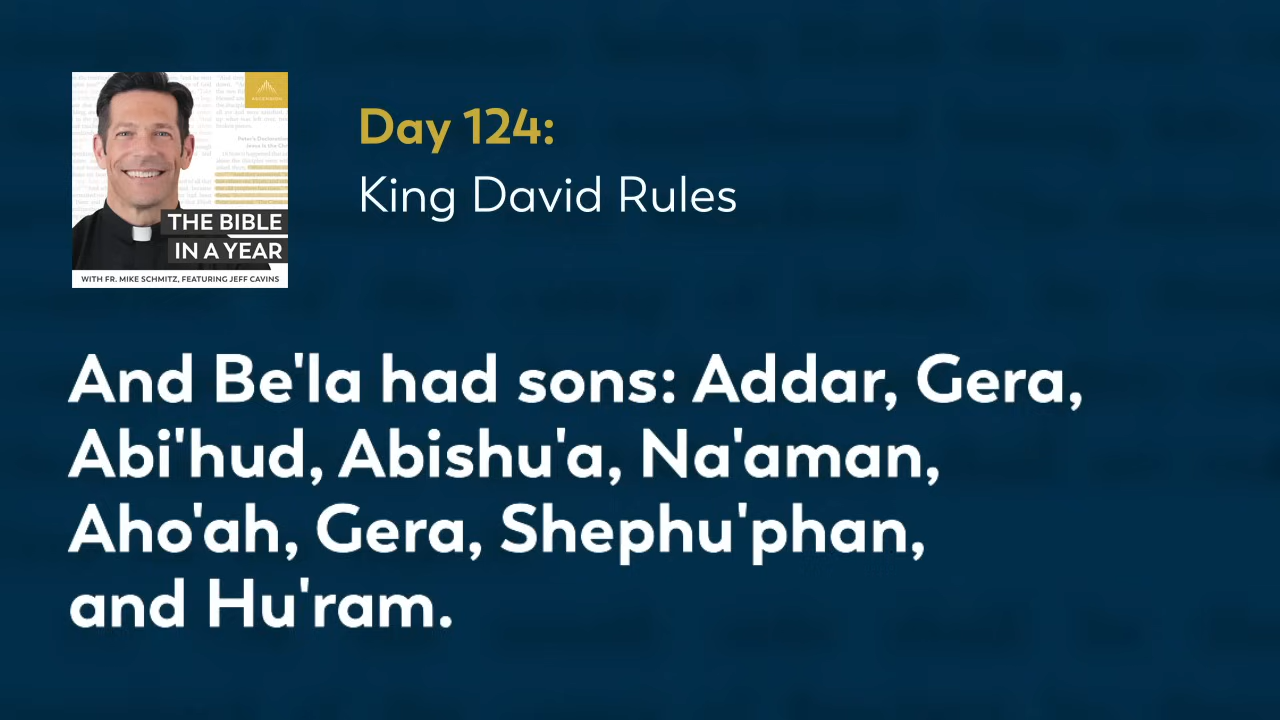 Day 124:
King David Rules
THE BIBLE
IN A YEAR
WITH FR. MIKE SCHMITZ, FEATURING JEFF CAVINS
And Be'la had sons: Addar, Gera,
Abi'hud, Abishu'a, Na'aman,
Aho'ah, Gera, Shephu'phan,
and Hu'ram.